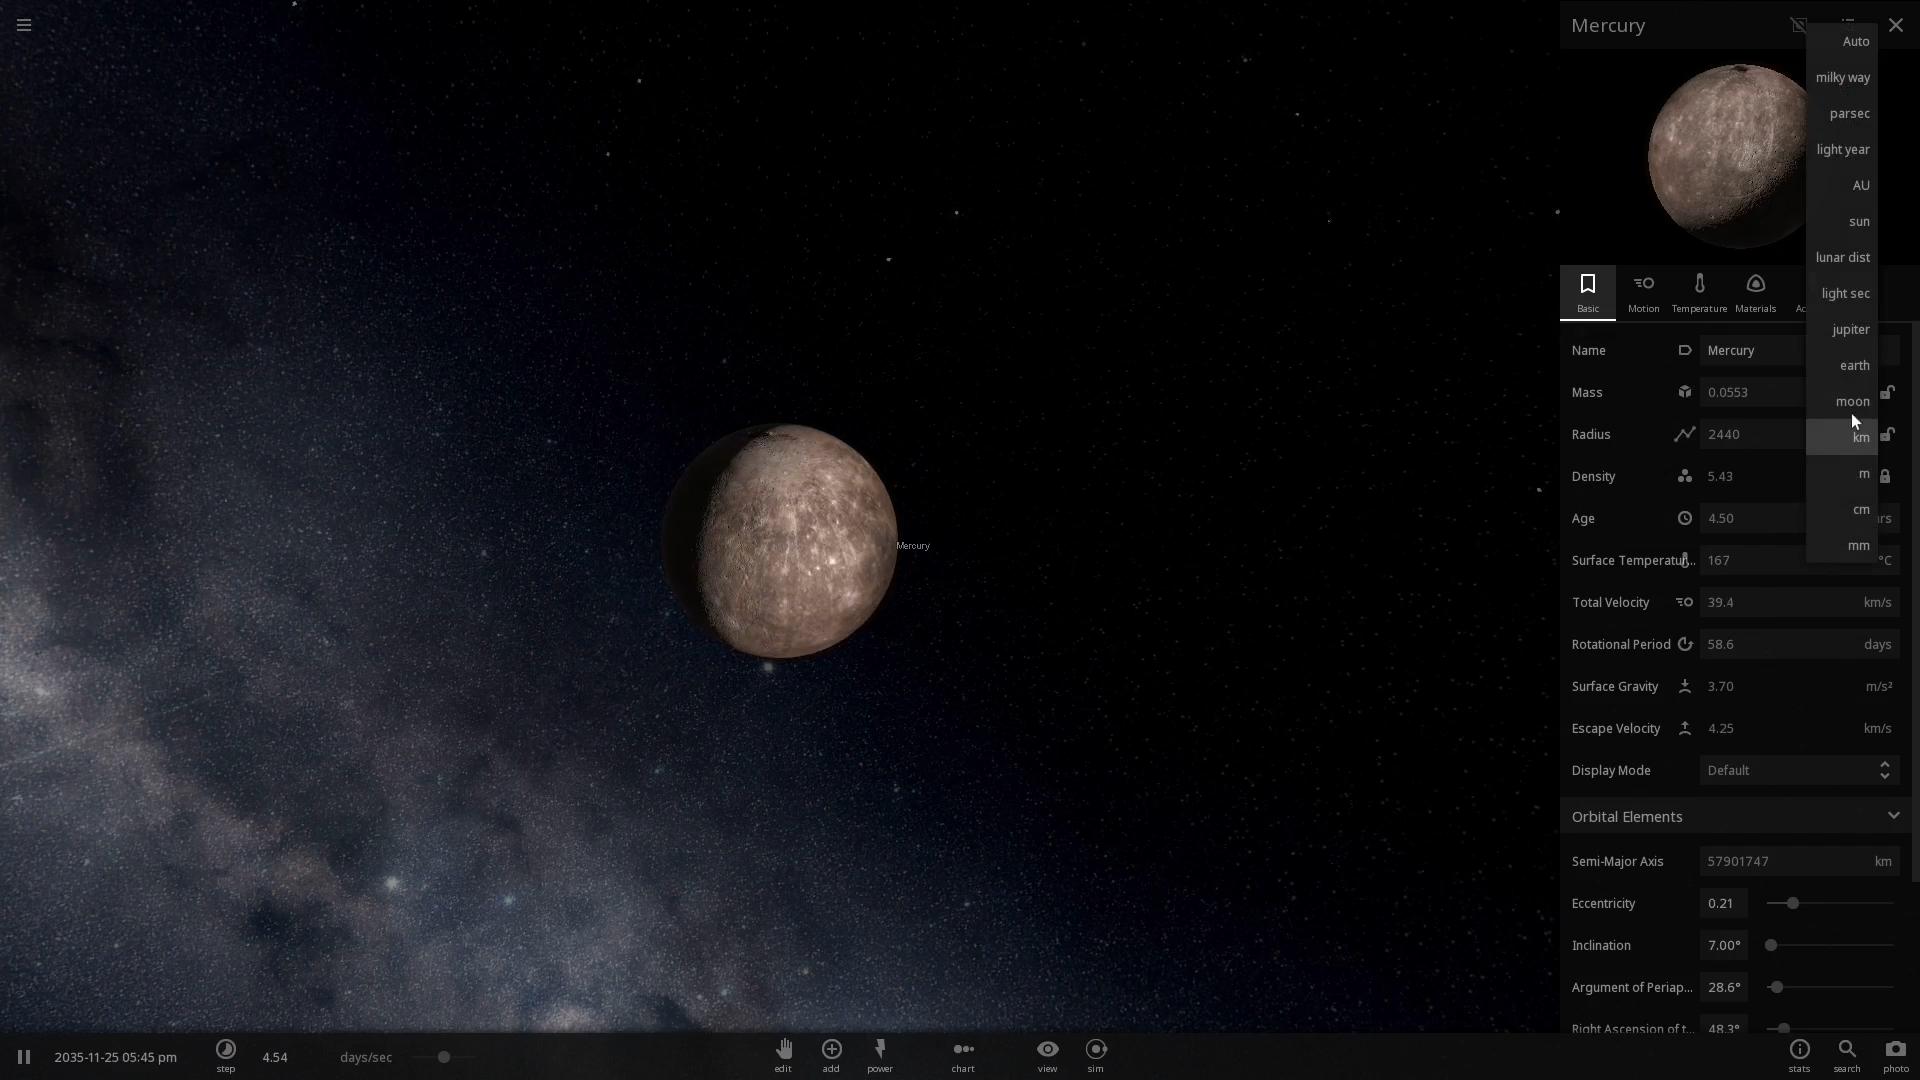 Mercury
Auto
milky way
parsec
light year
AU
sun
lunar dist
light sec
jupiter
earth
moon
km
m
cm
mm
Basic
Motion
Temperature
Materials
Ac
Name Mercury
Mass 0.0553
Radius 2440
Density 5.43
Age 4.50 rs
Surface Temperatur... 167 °C
Total Velocity 39.4 km/s
Rotational Period 58.6 days
Surface Gravity 3.70 m/s²
Escape Velocity 4.25 km/s
Display Mode Default
Orbital Elements
Semi-Major Axis 57901747 km
Eccentricity 0.21
Inclination 7.00°
Argument of Periap... 28.6°
Right Ascension of t... 48.3°
Mercury
2035-11-25 05:45 pm
step
4.54 days/sec
edit
add
power
chart
view
sim
stats
search
photo